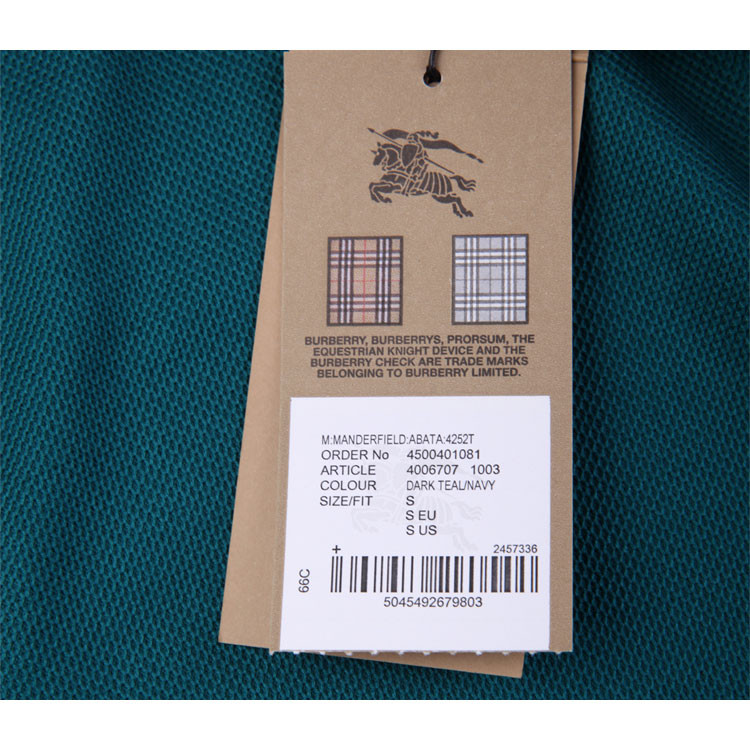 BURBERRY, BURBERRYS, PRORSUM, THE
EQUESTRIAN KNIGHT DEVICE AND THE
BURBERRY CHECK ARE TRADE MARKS
BELONGING TO BURBERRY LIMITED.
M:MANDERFIELD:ABATA:4252T
ORDER No 4500401081
ARTICLE 4006707 1003
COLOUR DARK TEAL/NAVY
SIZE/FIT S
S EU
S US
+ 2457336
66C
5045492679803